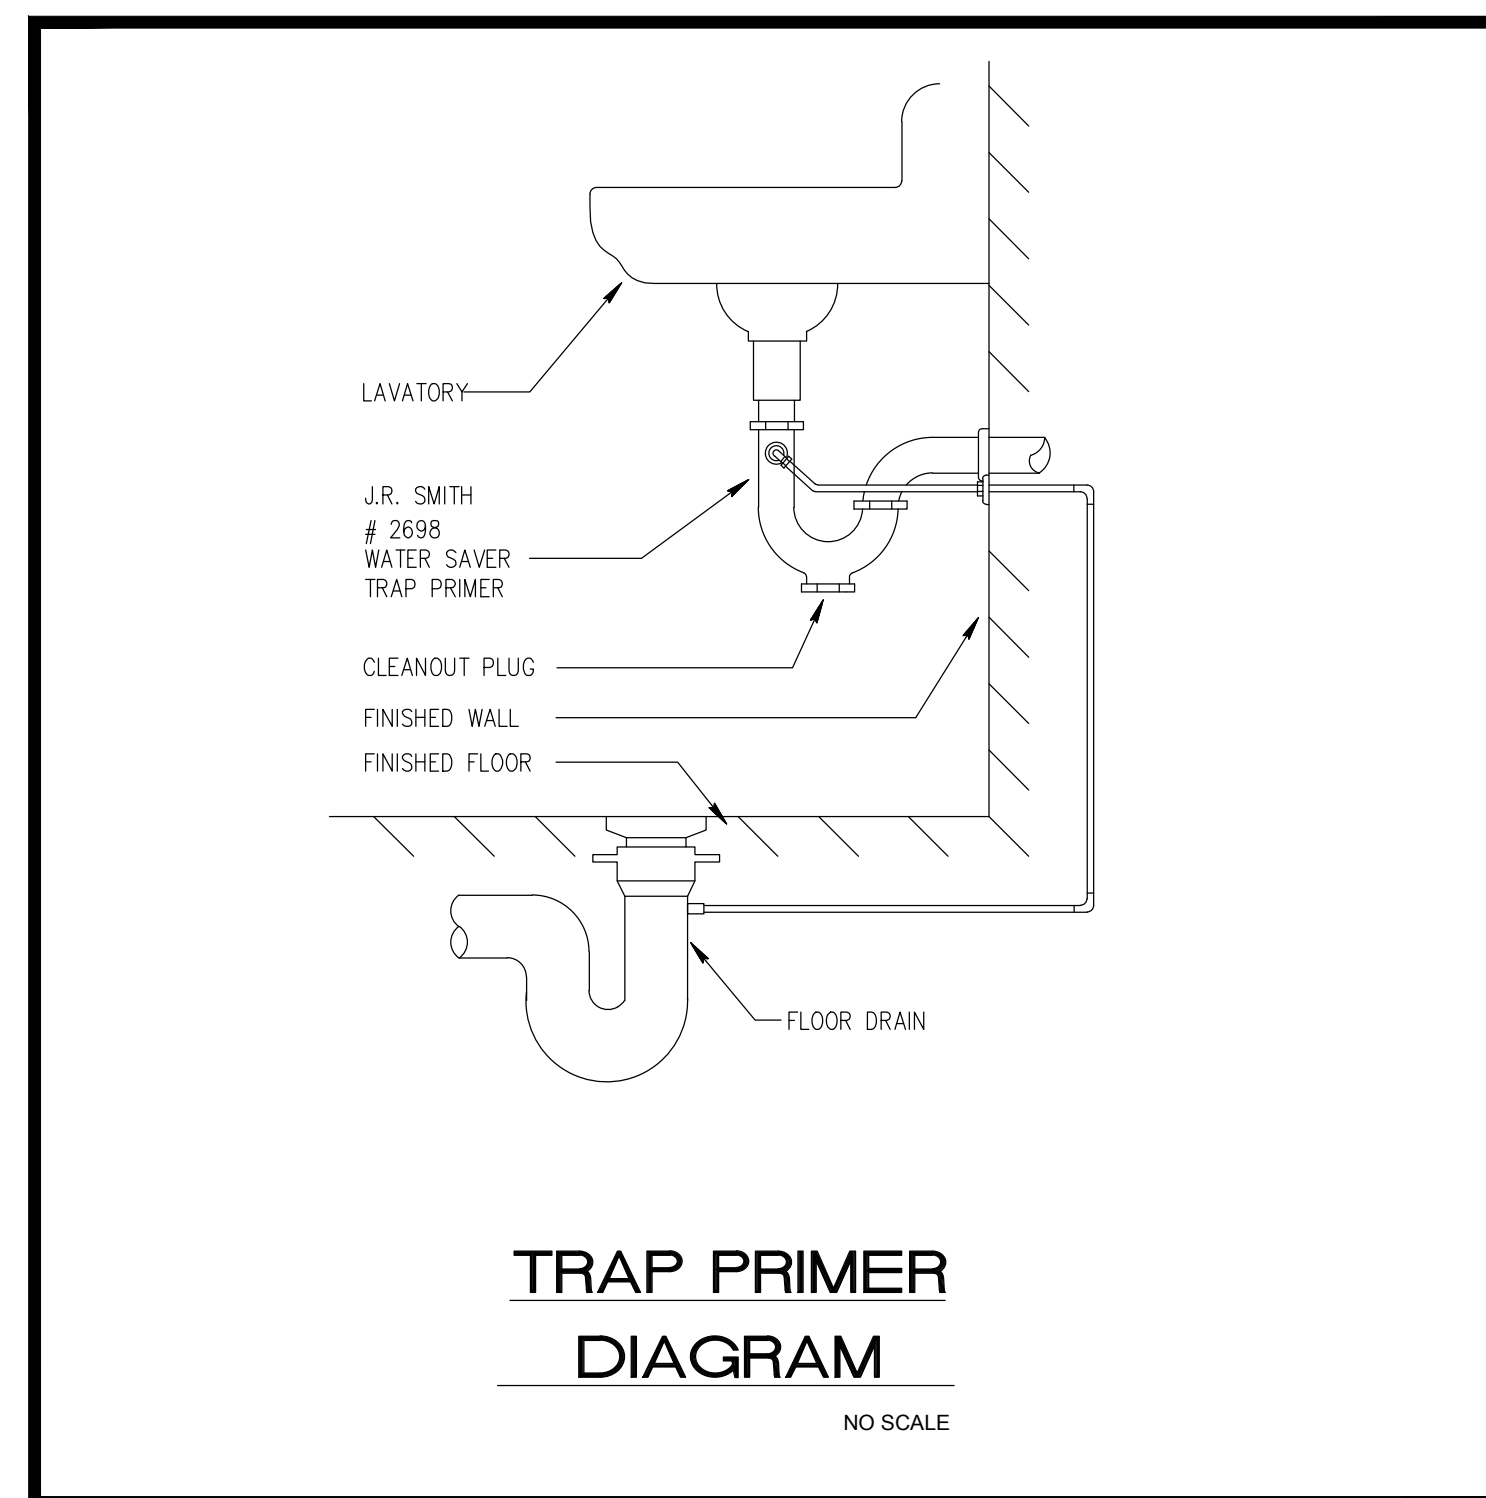 LAVATORY
J.R. SMITH
# 2698
WATER SAVER
TRAP PRIMER
CLEANOUT PLUG
FINISHED WALL
FINISHED FLOOR
FLOOR DRAIN
TRAP PRIMER
DIAGRAM
NO SCALE